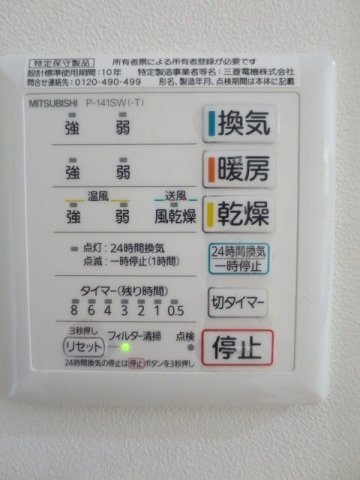 特定保守製品 所有者票による所有者登録が必要です
設計標準使用期間:10年 特定製造事業者等名:三菱電機株式会社
問合せ連絡先:0120-490-499 形名、製造年月、点検期間は本体に記載
MITSUBISHI P-141SW(-T)
強 弱 換気
強 弱 暖房
温風 送風
強 弱 風乾燥 乾燥
点灯:24時間換気
点滅:一時停止(1時間)
24時間換気
一時停止
タイマー(残り時間)
8 6 4 3 2 1 0.5
切タイマー
3秒押し
リセット フィルター清掃 点検
停止
24時間換気の停止は停止ボタンを3秒押し